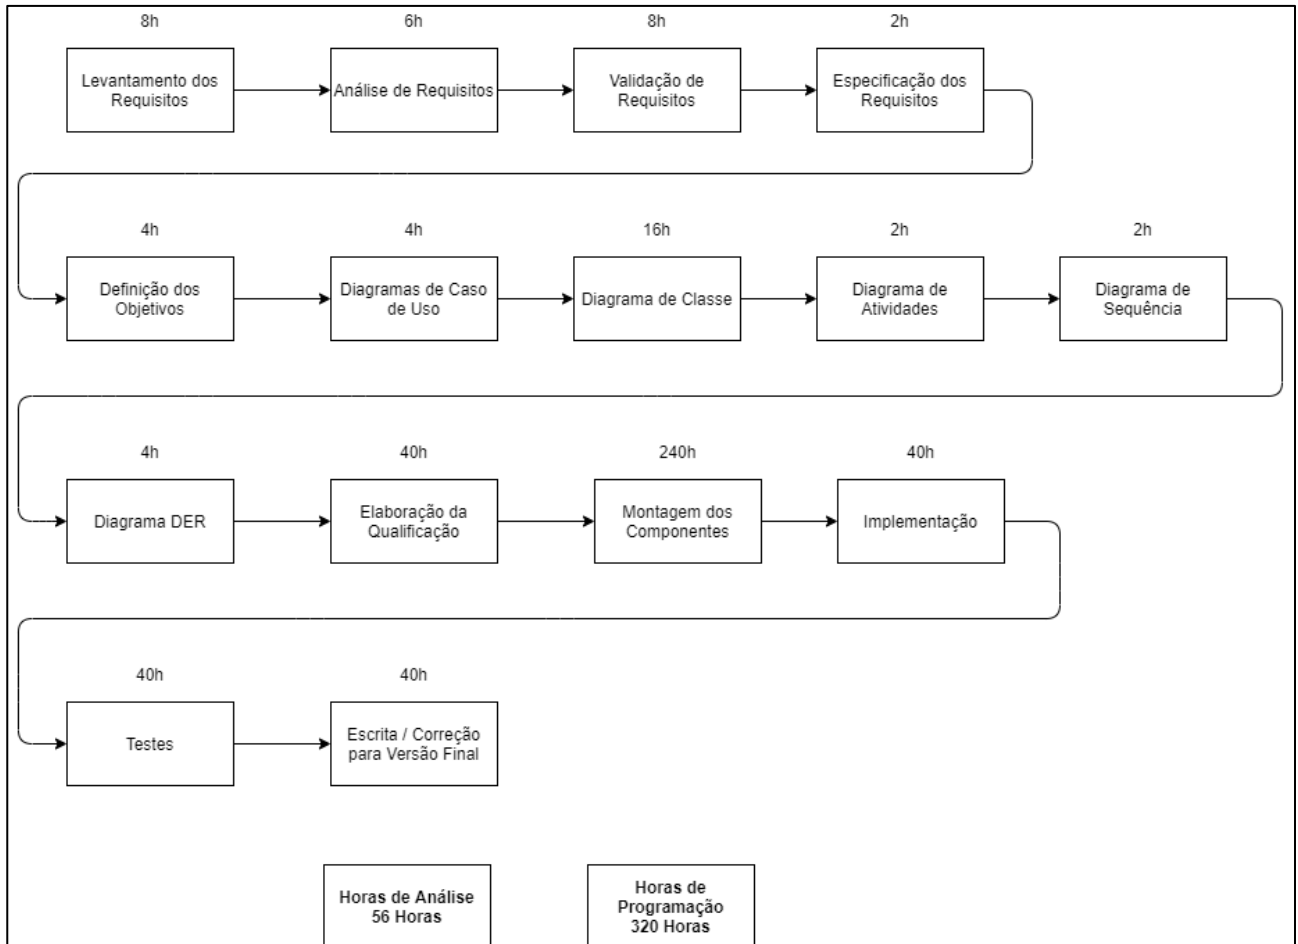 8h
6h
8h
2h
Levantamento dos
Requisitos
Análise de Requisitos
Validação de
Requisitos
Especificação dos
Requisitos
4h
4h
16h
2h
2h
Definição dos
Objetivos
Diagramas de Caso
de Uso
Diagrama de Classe
Diagrama de
Atividades
Diagrama de
Sequência
4h
40h
240h
40h
Diagrama DER
Elaboração da
Qualificação
Montagem dos
Componentes
Implementação
40h
40h
Testes
Escrita / Correção
para Versão Final
Horas de Análise
56 Horas
Horas de
Programação
320 Horas